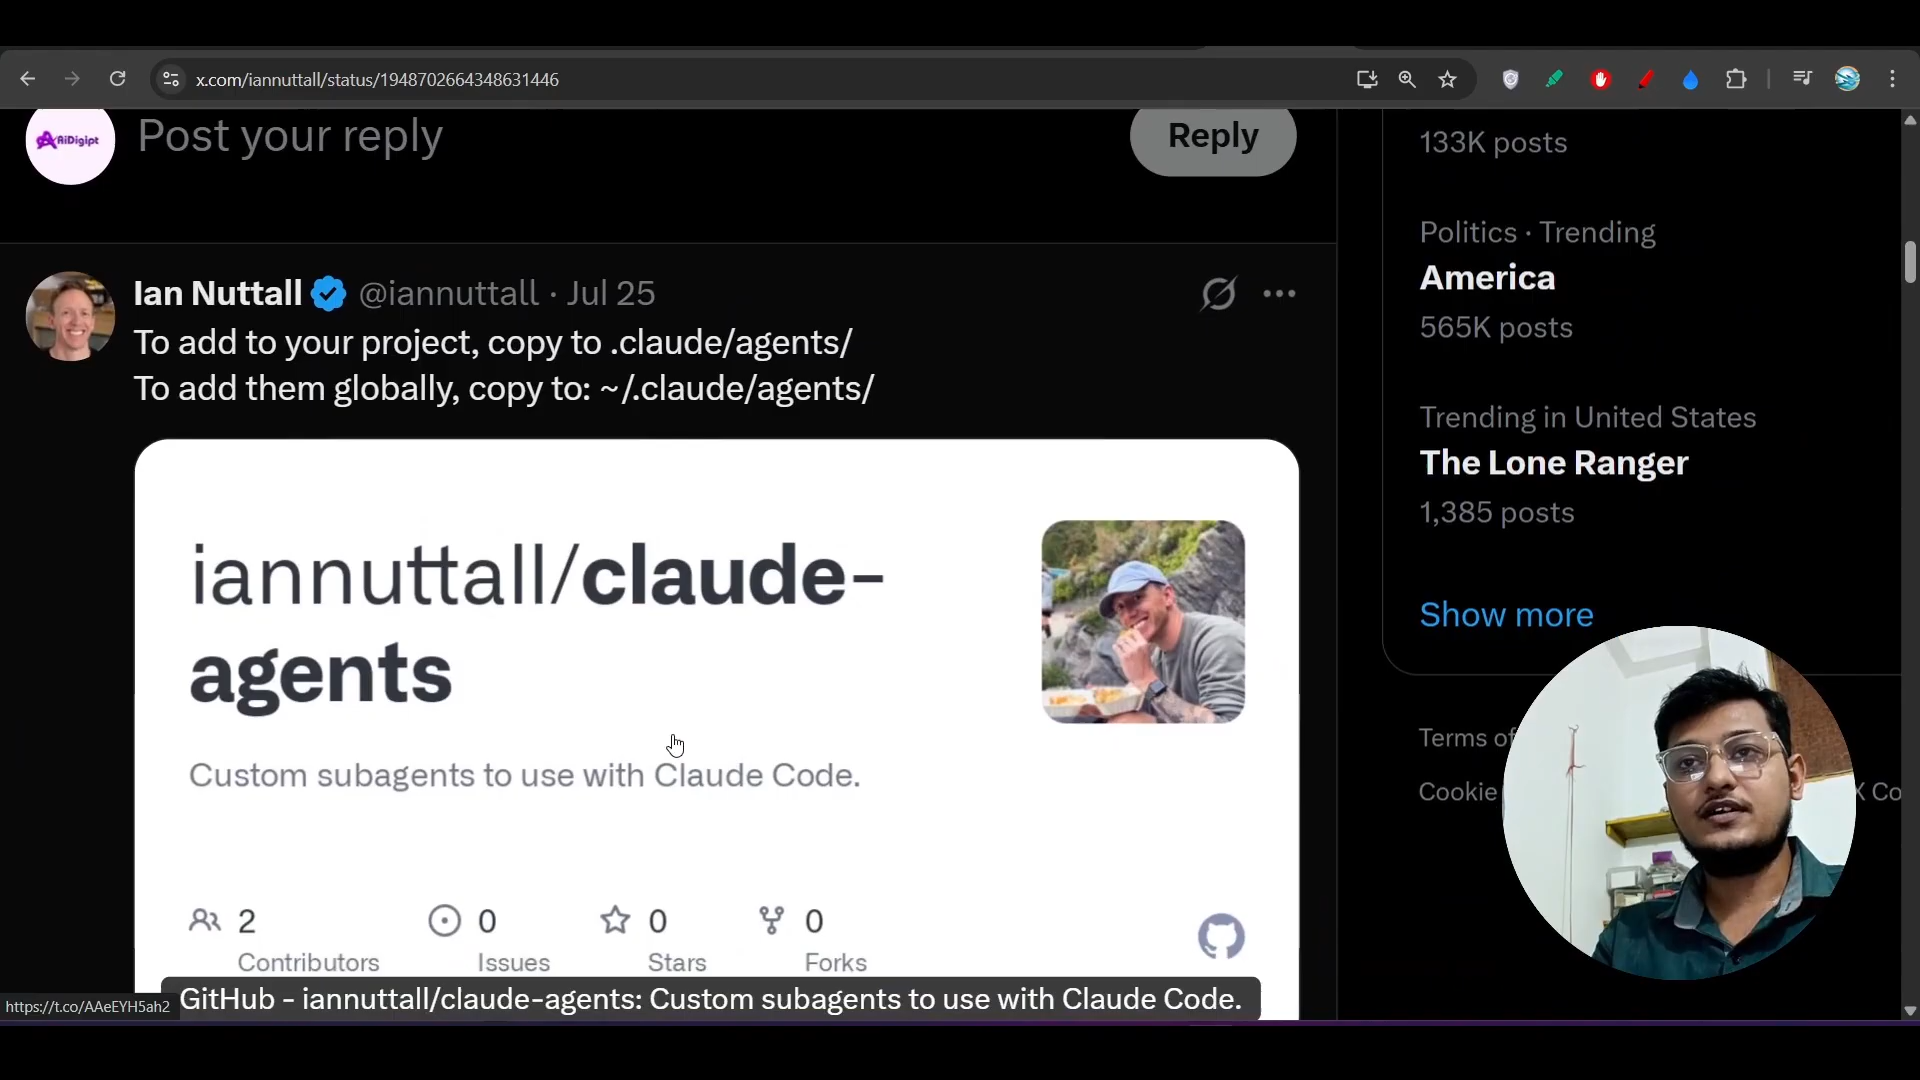 x.com/iannuttall/status/1948702664348631446
AiDigipt
Post your reply
Reply
Ian Nuttall @iannuttall · Jul 25
To add to your project, copy to .claude/agents/
To add them globally, copy to: ~/.claude/agents/
iannuttall/claude-
agents
Custom subagents to use with Claude Code.
2
Contributors
0
Issues
0
Stars
0
Forks
GitHub - iannuttall/claude-agents: Custom subagents to use with Claude Code.
https://t.co/AAeEYH5ah2
133K posts
Politics · Trending
America
565K posts
Trending in United States
The Lone Ranger
1,385 posts
Show more
Terms of
Cookie
X Co